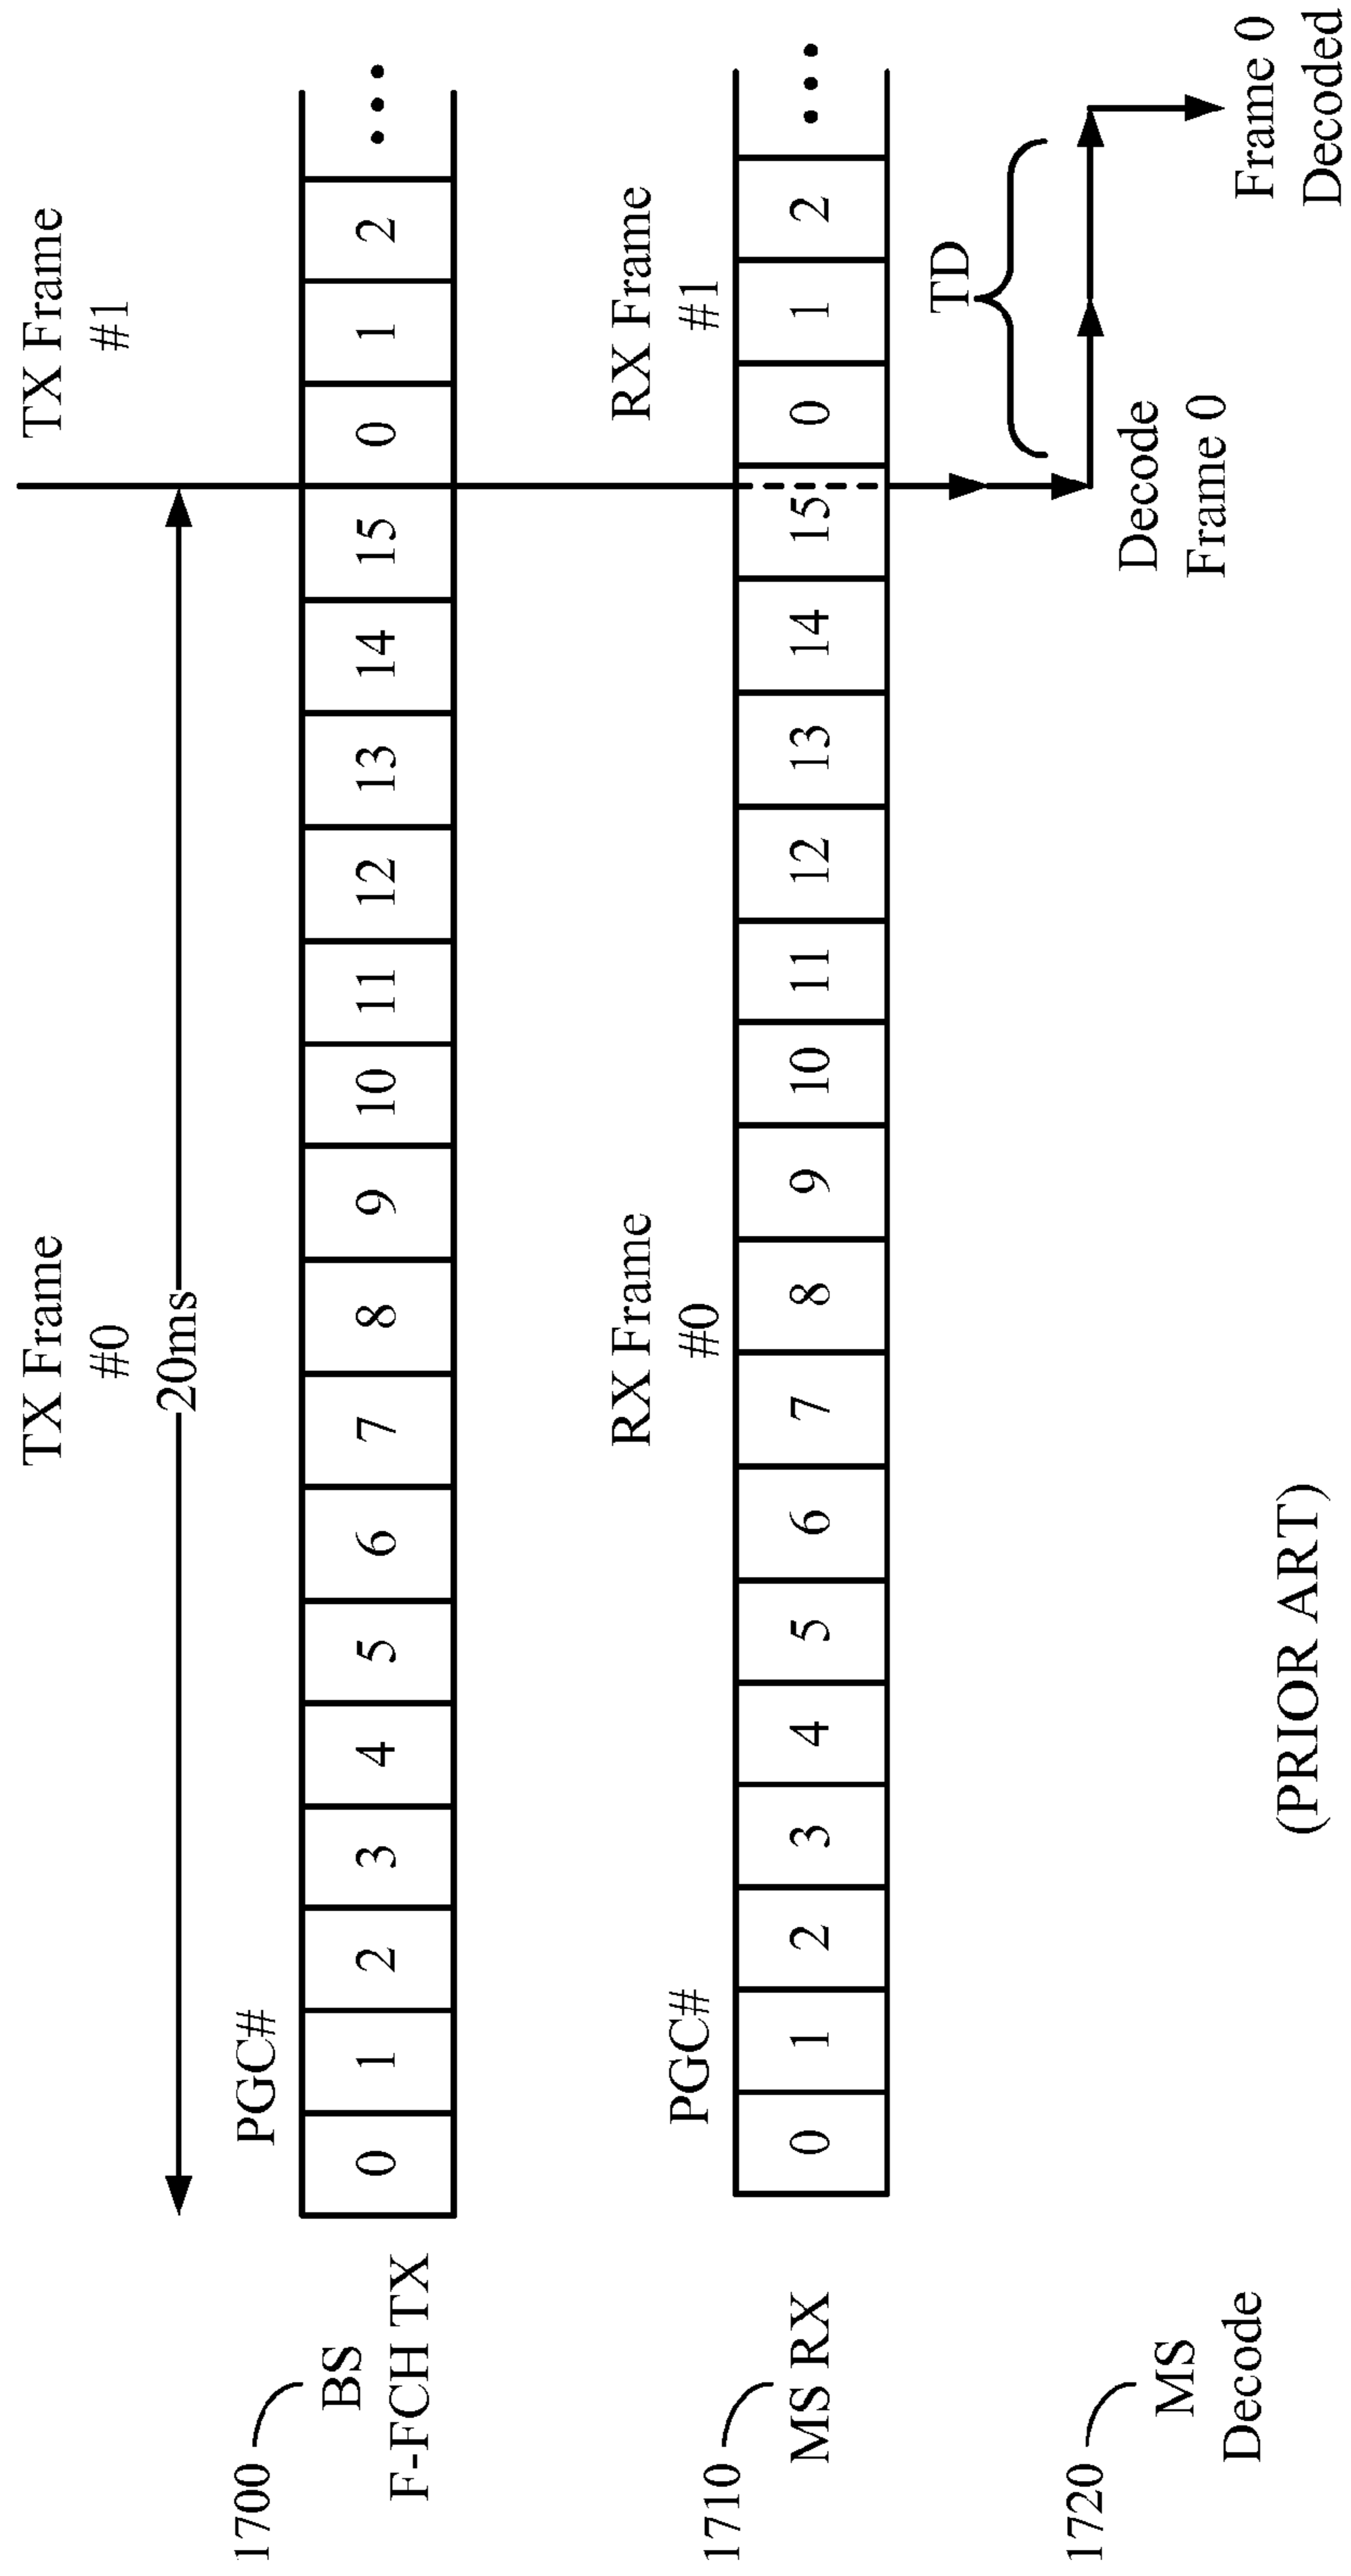 TX Frame
#0
TX Frame
#1
20ms
PGC#
1700
BS
F-FCH TX
0 1 2 3 4 5 6 7 8 9 10 11 12 13 14 15 0 1 2 •••
RX Frame
#0
RX Frame
#1
PGC#
1710
MS RX
0 1 2 3 4 5 6 7 8 9 10 11 12 13 14 15 0 1 2 •••
TD
1720
MS
Decode
Decode
Frame 0
Frame 0
Decoded
(PRIOR ART)